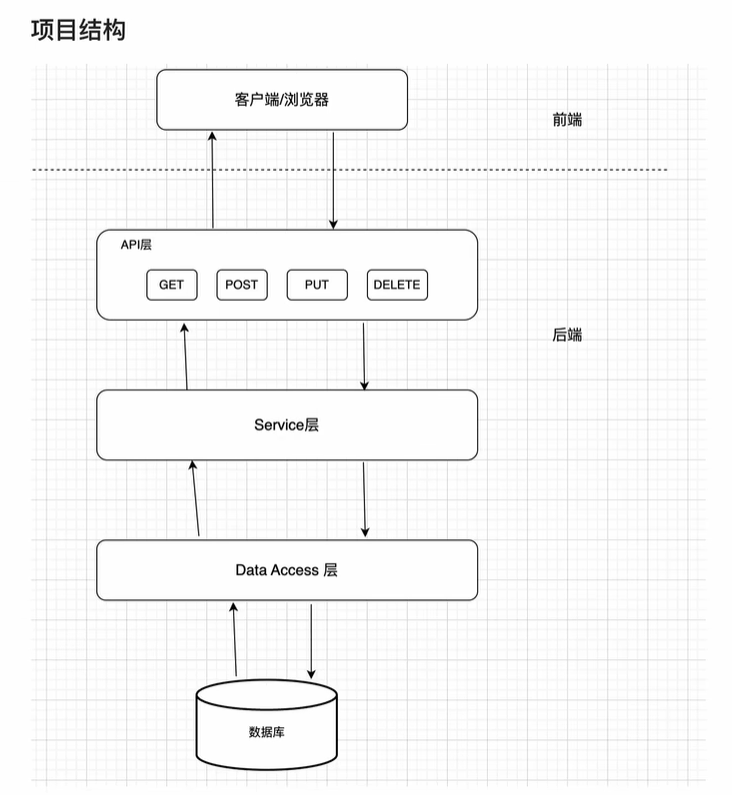 项目结构
客户端/浏览器
前端
API层
GET POST PUT DELETE
后端
Service层
Data Access 层
数据库